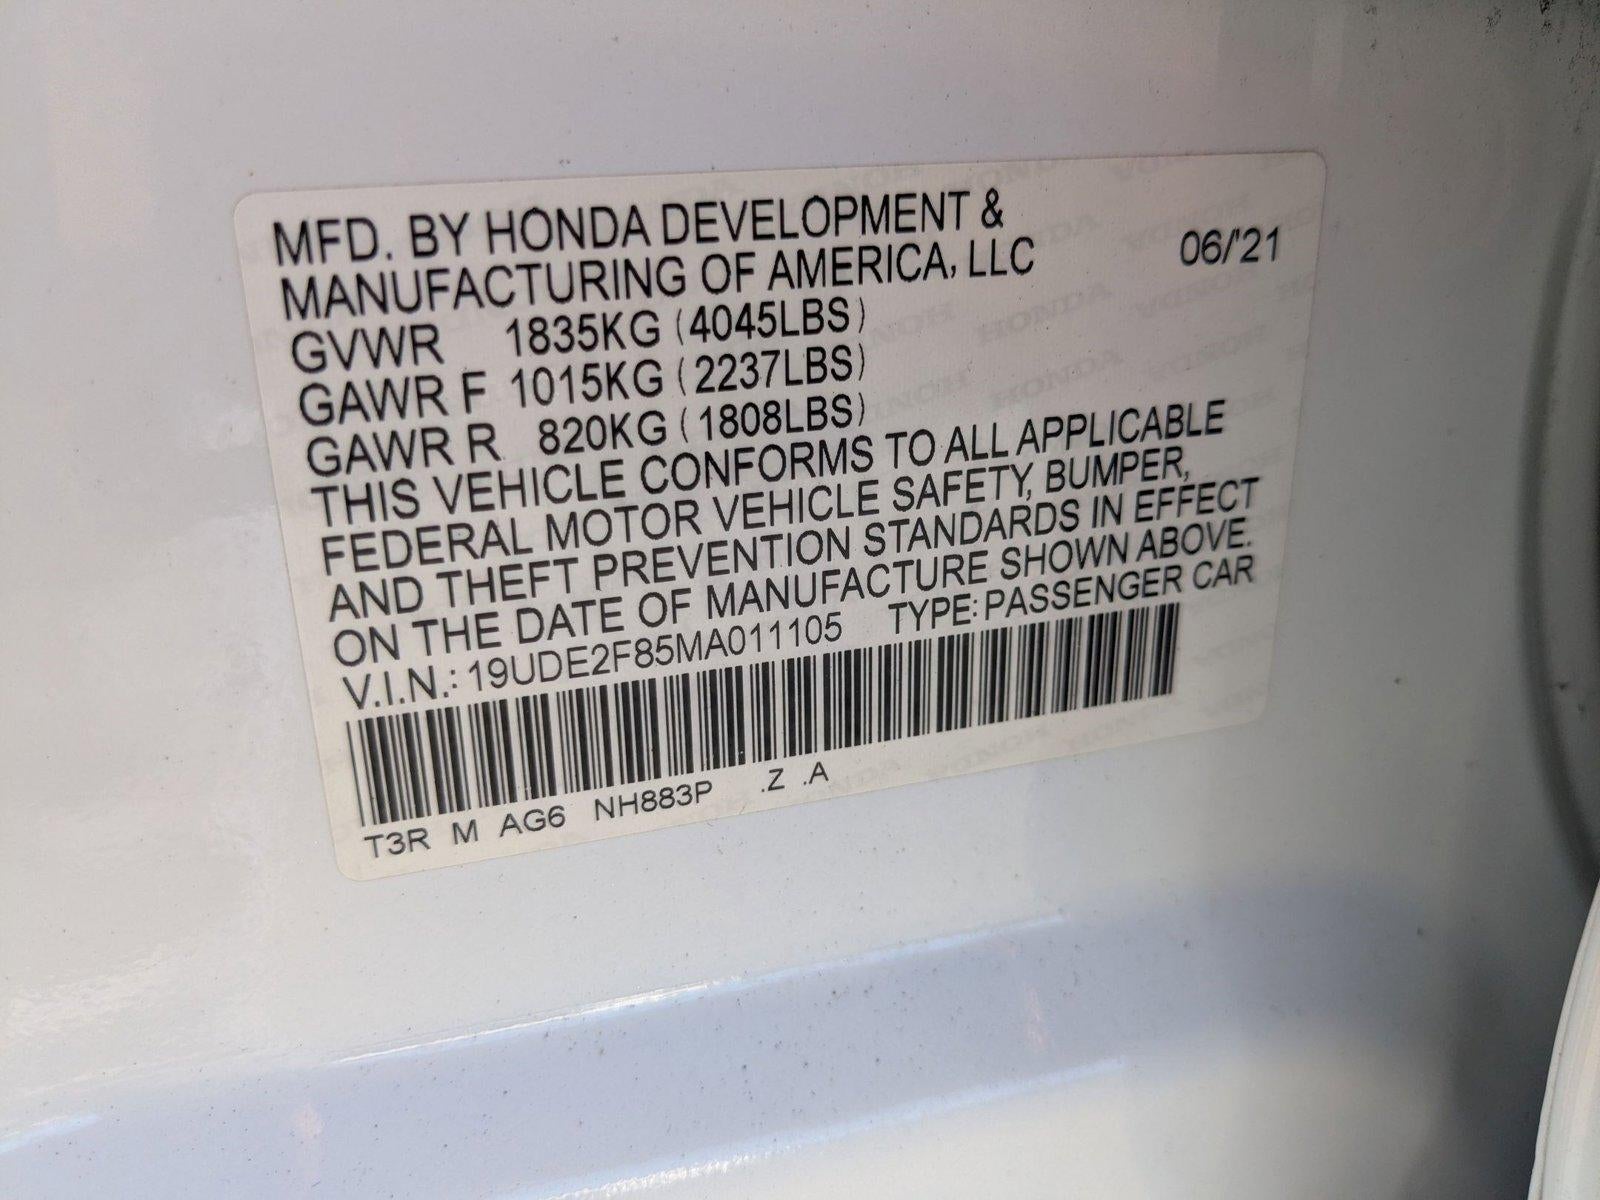 MFD. BY HONDA DEVELOPMENT &
MANUFACTURING OF AMERICA, LLC 06/'21
GVWR 1835KG (4045LBS)
GAWR F 1015KG (2237LBS)
GAWR R 820KG (1808LBS)
THIS VEHICLE CONFORMS TO ALL APPLICABLE
FEDERAL MOTOR VEHICLE SAFETY, BUMPER,
AND THEFT PREVENTION STANDARDS IN EFFECT
ON THE DATE OF MANUFACTURE SHOWN ABOVE.
V.I.N.: 19UDE2F85MA011105 TYPE: PASSENGER CAR
T3R M AG6 NH883P .Z .A